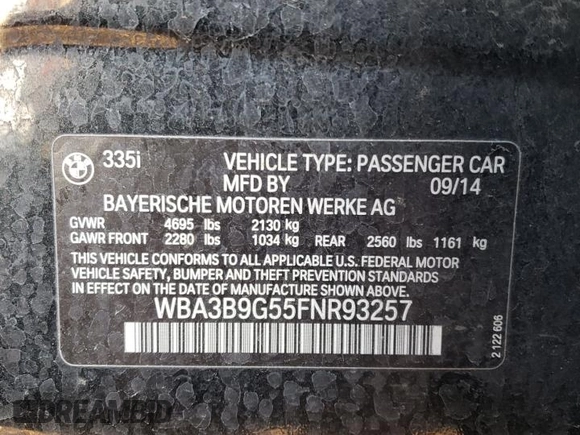 335i VEHICLE TYPE: PASSENGER CAR
MFD BY 09/14
BAYERISCHE MOTOREN WERKE AG
GVWR 4695 lbs 2130 kg
GAWR FRONT 2280 lbs 1034 kg REAR 2560 lbs 1161 kg
THIS VEHICLE CONFORMS TO ALL APPLICABLE U.S. FEDERAL MOTOR
VEHICLE SAFETY, BUMPER AND THEFT PREVENTION STANDARDS
IN EFFECT ON THE DATE OF MANUFACTURE SHOWN ABOVE.
WBA3B9G55FNR93257
2 122 606
DREAMBID